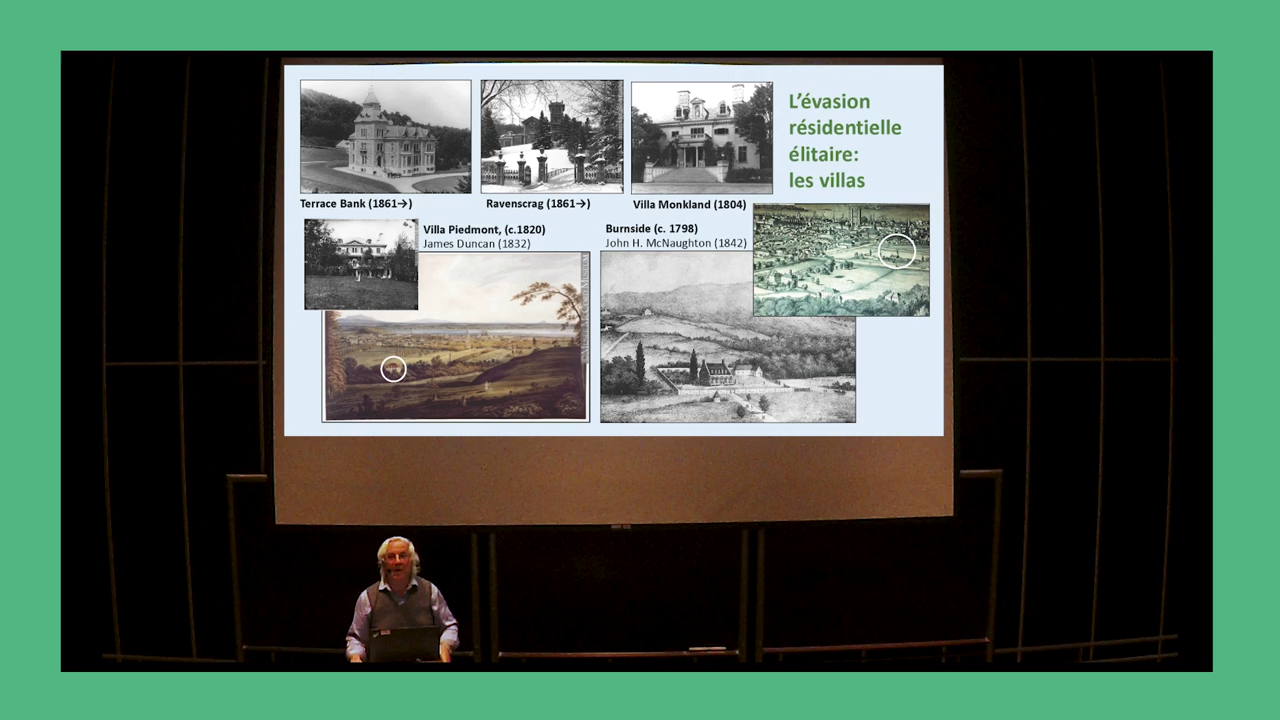 L'évasion
résidentielle
élitaire:
les villas
Terrace Bank (1861→)
Ravenscrag (1861→)
Villa Monkland (1804)
Villa Piedmont, (c.1820)
James Duncan (1832)
Burnside (c. 1798)
John H. McNaughton (1842)